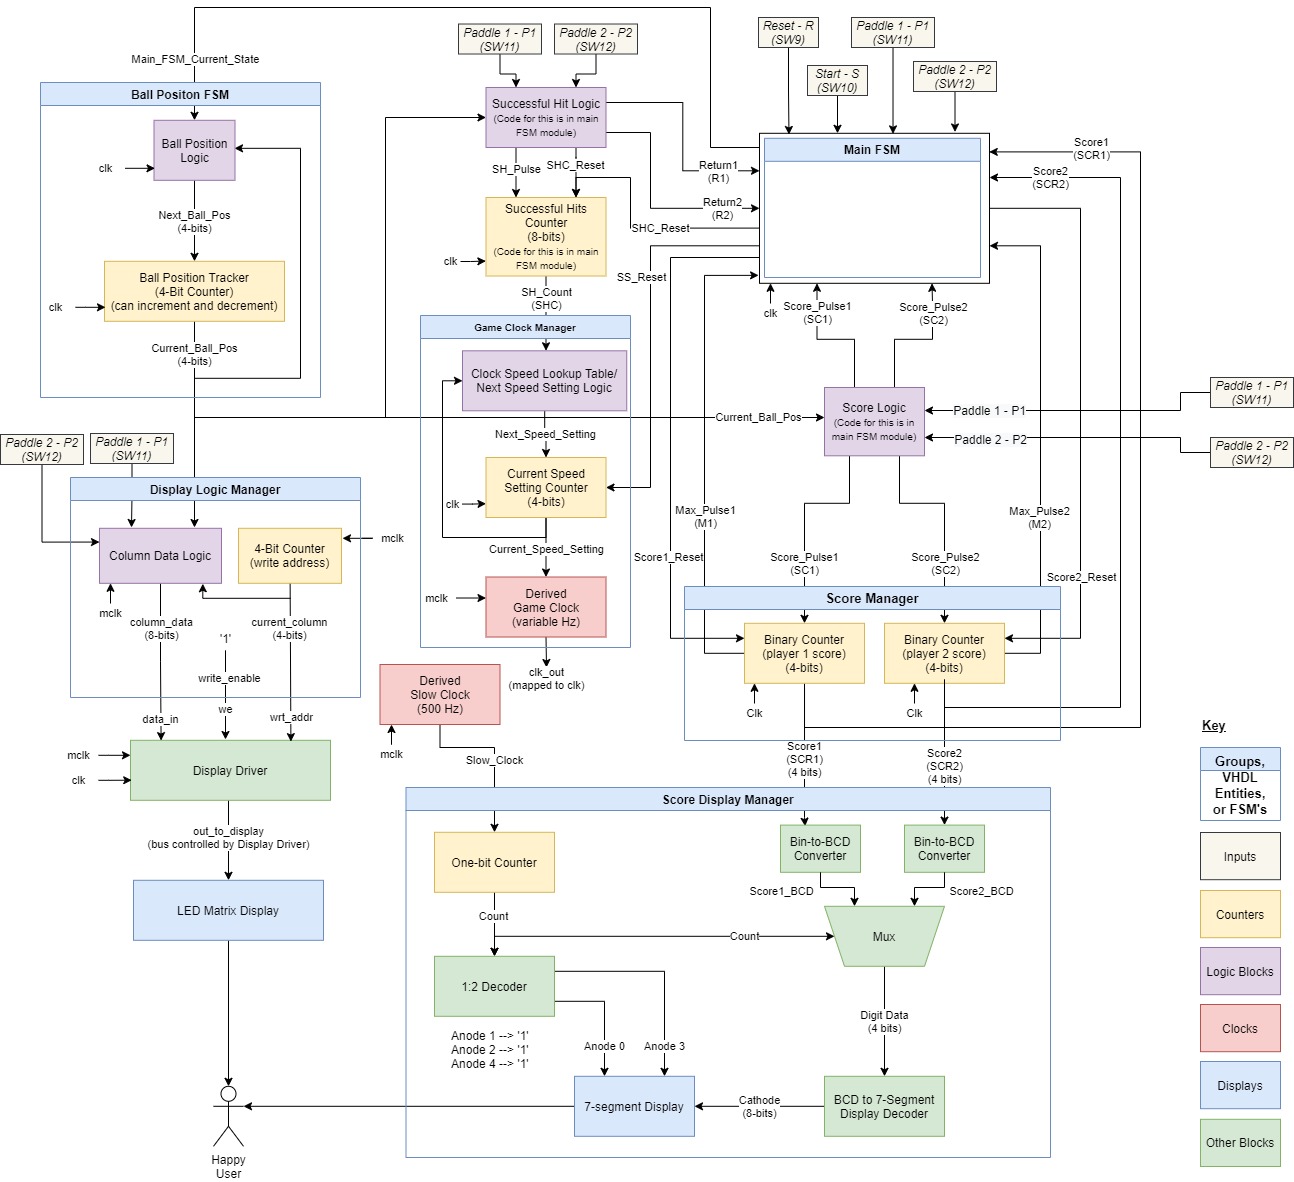 Main_FSM_Current_State
Ball Positon FSM
Ball Position
Logic
clk
Next_Ball_Pos
(4-bits)
Ball Position Tracker
(4-Bit Counter)
(can increment and decrement)
clk
Current_Ball_Pos
(4-bits)
Paddle 1 - P1
(SW11)
Paddle 2 - P2
(SW12)
Successful Hit Logic
(Code for this is in main
FSM module)
SH_Pulse
SHC_Reset
Successful Hits
Counter
(8-bits)
(Code for this is in main
FSM module)
clk
SH_Count
(SHC)
Return1
(R1)
Return2
(R2)
SHC_Reset
SS_Reset
Reset - R
(SW9)
Start - S
(SW10)
Paddle 1 - P1
(SW11)
Paddle 2 - P2
(SW12)
Main FSM
Score1
(SCR1)
Score2
(SCR2)
clk
Score_Pulse1
(SC1)
Score_Pulse2
(SC2)
Game Clock Manager
Clock Speed Lookup Table/
Next Speed Setting Logic
Next_Speed_Setting
Current Speed
Setting Counter
(4-bits)
clk
Current_Speed_Setting
Derived
Game Clock
(variable Hz)
mclk
clk_out
(mapped to clk)
Current_Ball_Pos
Score Logic
(Code for this is in
main FSM module)
Paddle 1 - P1
Paddle 2 - P2
Paddle 1 - P1
(SW11)
Paddle 2 - P2
(SW12)
Max_Pulse1
(M1)
Max_Pulse2
(M2)
Score1_Reset
Score_Pulse1
(SC1)
Score_Pulse2
(SC2)
Score2_Reset
Score Manager
Binary Counter
(player 1 score)
(4-bits)
Binary Counter
(player 2 score)
(4-bits)
Clk
Clk
Score1
(SCR1)
(4 bits)
Score2
(SCR2)
(4 bits)
Paddle 2 - P2
(SW12)
Paddle 1 - P1
(SW11)
Display Logic Manager
Column Data Logic
4-Bit Counter
(write address)
mclk
mclk
column_data
(8-bits)
'1'
current_column
(4-bits)
write_enable
data_in
we
wrt_addr
mclk
clk
Display Driver
out_to_display
(bus controlled by Display Driver)
LED Matrix Display
Happy
User
Derived
Slow Clock
(500 Hz)
mclk
Slow_Clock
Score Display Manager
One-bit Counter
Count
Count
1:2 Decoder
Anode 1 --> '1'
Anode 2 --> '1'
Anode 4 --> '1'
Anode 0
Anode 3
Bin-to-BCD
Converter
Bin-to-BCD
Converter
Score1_BCD
Score2_BCD
Mux
Digit Data
(4 bits)
BCD to 7-Segment
Display Decoder
Cathode
(8-bits)
7-segment Display
Key
Groups,
VHDL
Entities,
or FSM's
Inputs
Counters
Logic Blocks
Clocks
Displays
Other Blocks